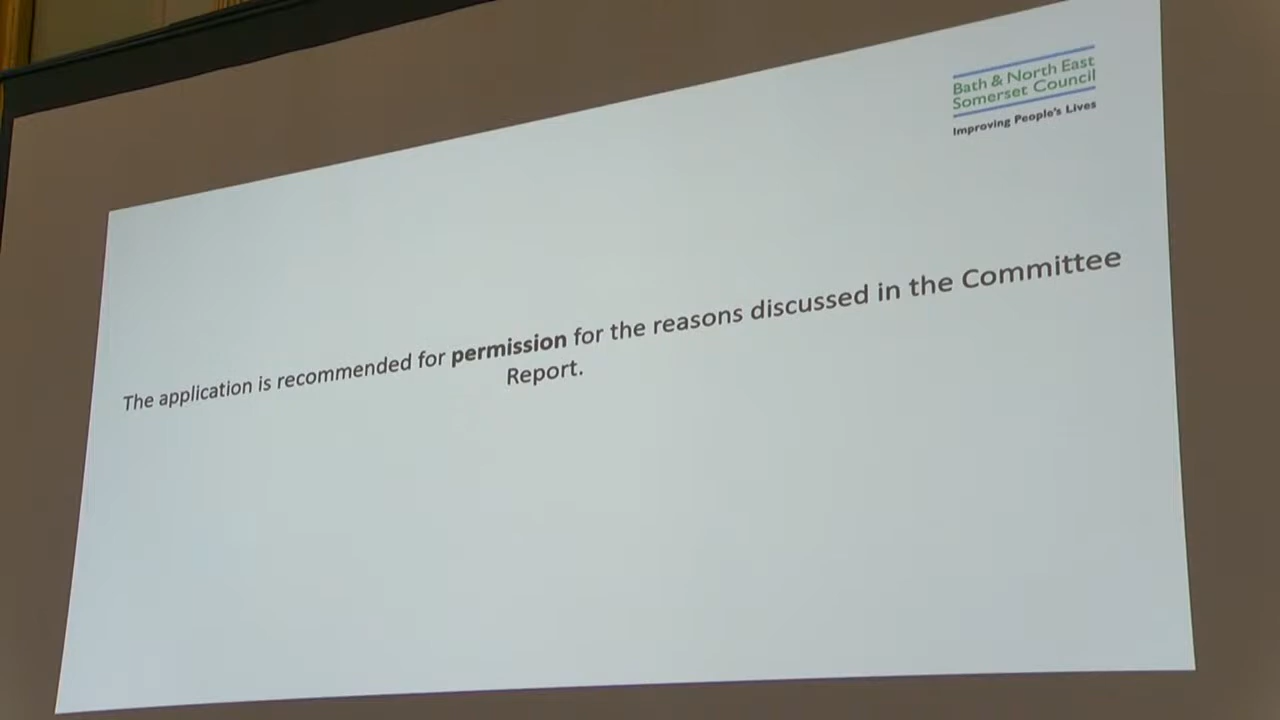 Bath & North East
Somerset Council
Improving People's Lives
The application is recommended for permission for the reasons discussed in the Committee
Report.